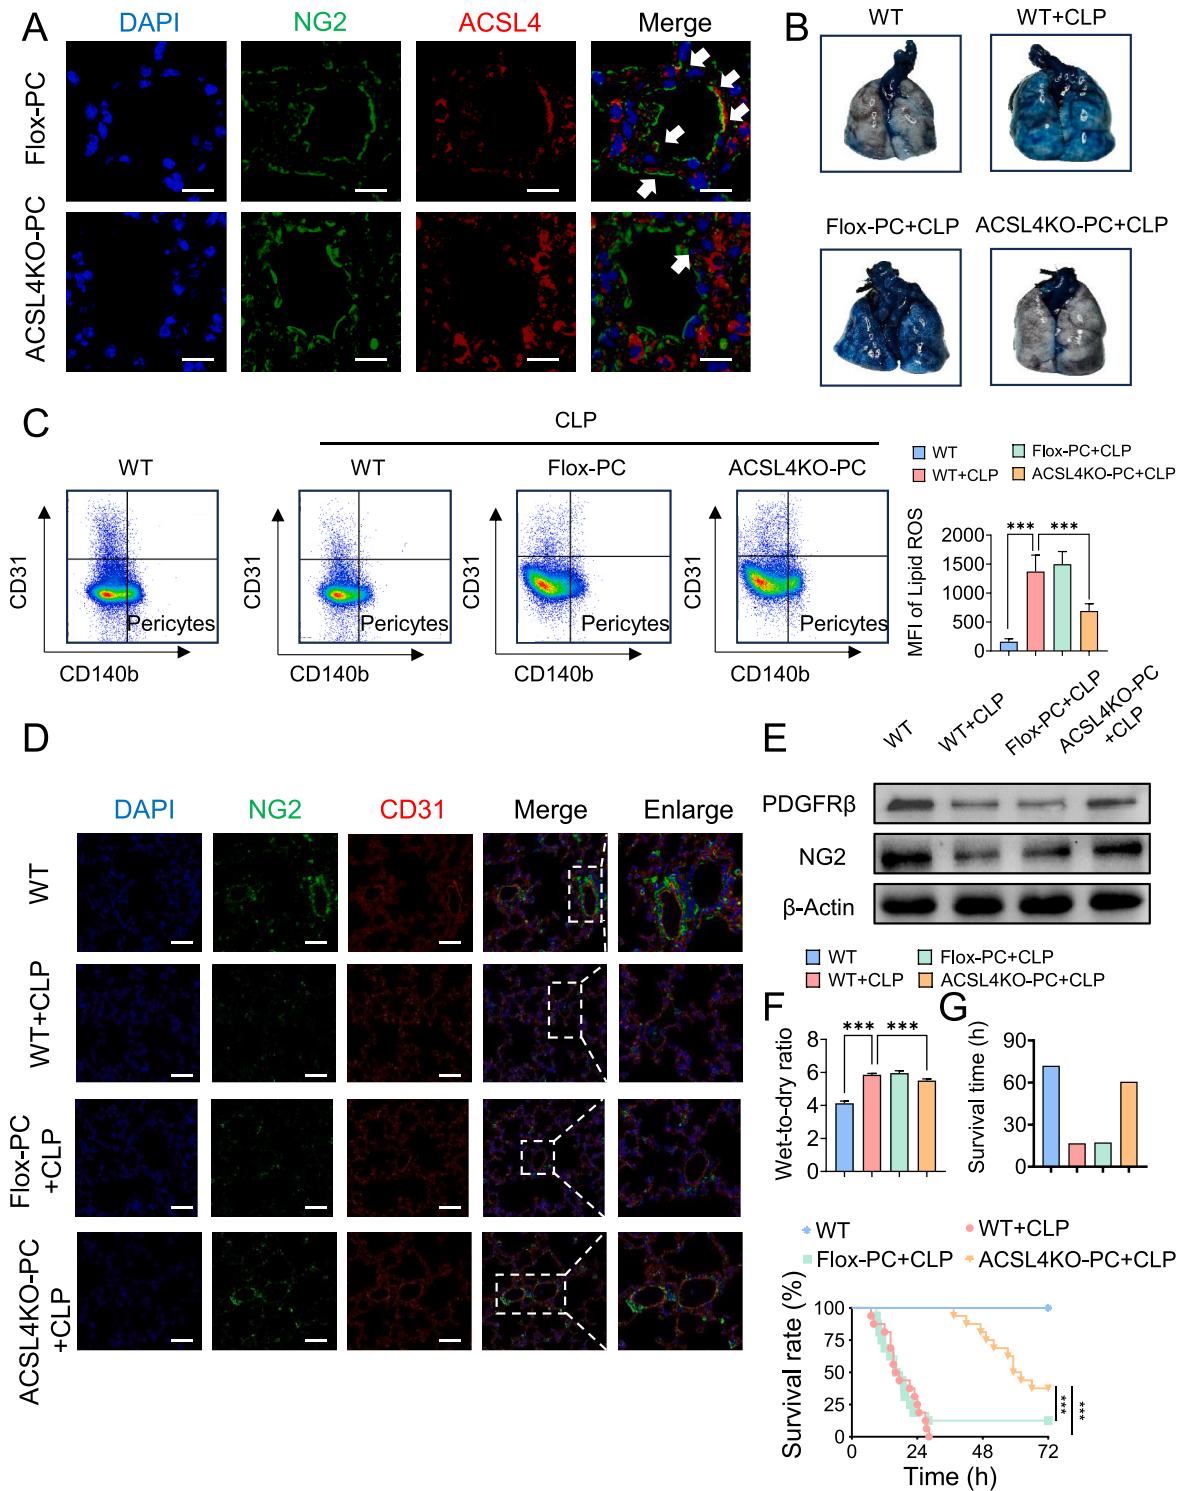 A
DAPI NG2 ACSL4 Merge
Flox-PC
ACSL4KO-PC
B
WT WT+CLP
Flox-PC+CLP ACSL4KO-PC+CLP
C
CLP
WT WT Flox-PC ACSL4KO-PC
CD31 CD31 CD31 CD31
Pericytes Pericytes Pericytes Pericytes
CD140b CD140b CD140b CD140b
WT Flox-PC+CLP
WT+CLP ACSL4KO-PC+CLP
MFI of Lipid ROS
2000
1500
1000
500
0
*** ***
D
DAPI NG2 CD31 Merge Enlarge
WT
WT+CLP
Flox-PC
+CLP
ACSL4KO-PC
+CLP
E
WT WT+CLP Flox-PC+CLP ACSL4KO-PC
+CLP
PDGFRβ
NG2
β-Actin
WT Flox-PC+CLP
WT+CLP ACSL4KO-PC+CLP
F
Wet-to-dry ratio
8
6
4
2
0
*** ***
G
Survival time (h)
90
60
30
0
WT WT+CLP
Flox-PC+CLP ACSL4KO-PC+CLP
Survival rate (%)
100
75
50
25
0
0 24 48 72
Time (h)
***
***